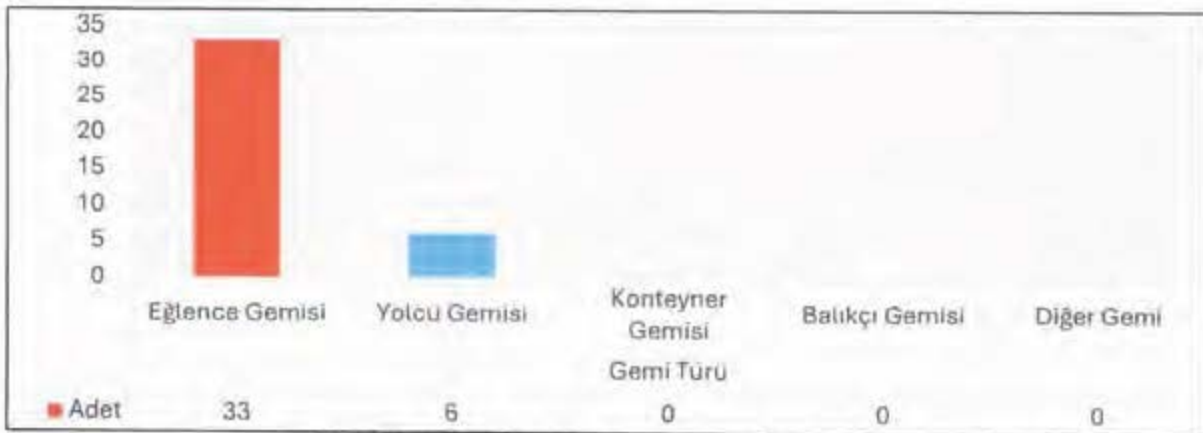 35
30
25
20
15
10
5
0
Eğlence Gemisi Yolcu Gemisi Konteyner Gemisi Balıkçı Gemisi Diğer Gemi
Gemi Türü
Adet 33 6 0 0 0